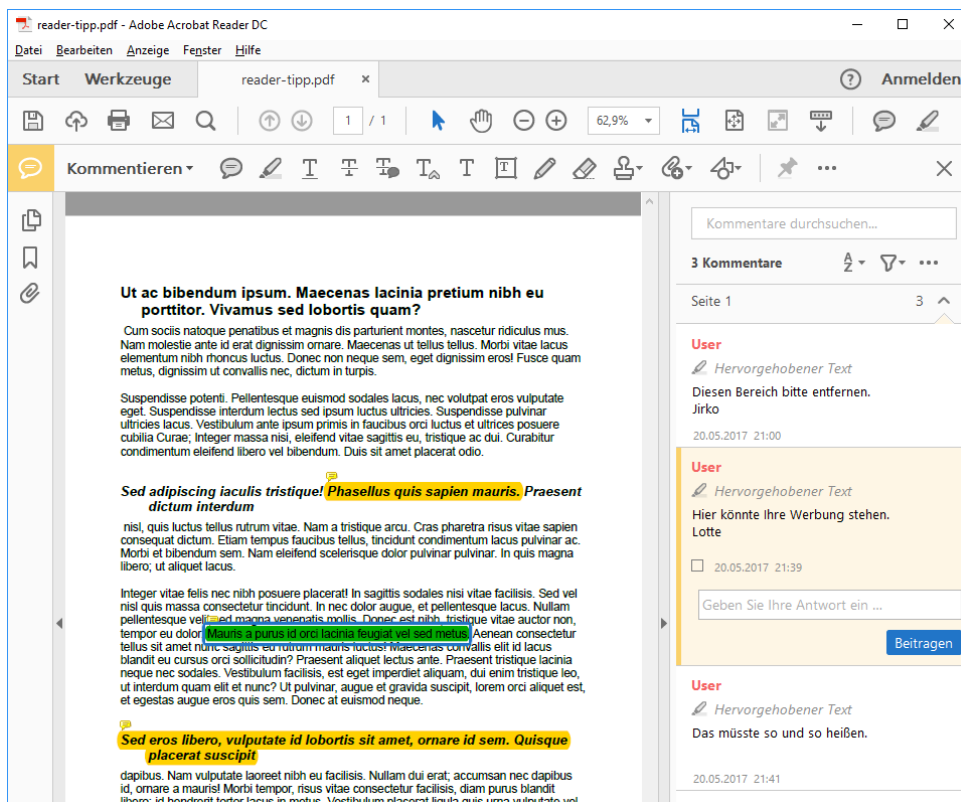 reader-tipp.pdf - Adobe Acrobat Reader DC
Datei Bearbeiten Anzeige Fenster Hilfe
Start Werkzeuge reader-tipp.pdf × ? Anmelden
1 / 1 62,9%
Kommentieren
Ut ac bibendum ipsum. Maecenas lacinia pretium nibh eu
porttitor. Vivamus sed lobortis quam?
Cum sociis natoque penatibus et magnis dis parturient montes, nascetur ridiculus mus.
Nam molestie ante id erat dignissim ornare. Maecenas ut tellus tellus. Morbi vitae lacus
elementum nibh rhoncus luctus. Donec non neque sem, eget dignissim eros! Fusce quam
metus, dignissim ut convallis nec, dictum in turpis.
Suspendisse potenti. Pellentesque euismod sodales lacus, nec volutpat eros vulputate
eget. Suspendisse interdum lectus sed ipsum luctus ultricies. Suspendisse pulvinar
ultricies lacus. Vestibulum ante ipsum primis in faucibus orci luctus et ultrices posuere
cubilia Curae; Integer massa nisi, eleifend vitae sagittis eu, tristique ac dui. Curabitur
condimentum eleifend libero vel bibendum. Duis sit amet placerat odio.
Sed adipiscing iaculis tristique! Phasellus quis sapien mauris. Praesent
dictum interdum
nisl, quis luctus tellus rutrum vitae. Nam a tristique arcu. Cras pharetra risus vitae sapien
consequat dictum. Etiam tempus faucibus tellus, tincidunt condimentum lacus pulvinar ac.
Morbi et bibendum sem. Nam eleifend scelerisque dolor pulvinar pulvinar. In quis magna
libero; ut aliquet lacus.
Integer vitae felis nec nibh posuere placerat! In sagittis sodales nisi vitae facilisis. Sed vel
nisl quis massa consectetur tincidunt. In nec dolor augue, et pellentesque lacus. Nullam
pellentesque magna venenatis mollis. Donec est nibh, tristique vitae auctor non,
tempor eu dolor. Mauris a purus id orci lacinia feugiat vel sed metus. Aenean consectetur
tellus sit amet nunc sagittis eu rutrum mauris luctus! Maecenas convallis elit id lacus
blandit eu cursus orci sollicitudin? Praesent aliquet lectus ante. Praesent tristique lacinia
neque nec sodales. Vestibulum facilisis, est eget imperdiet aliquam, dui enim tristique leo,
ut interdum quam elit et nunc? Ut pulvinar, augue et gravida suscipit, lorem orci aliquet est,
et egestas augue eros quis sem. Donec at euismod neque.
Sed eros libero, vulputate id lobortis sit amet, ornare id sem. Quisque
placerat suscipit
dapibus. Nam vulputate laoreet nibh eu facilisis. Nullam dui erat; accumsan nec dapibus
id, ornare a mauris! Morbi tempor, risus vitae consectetur facilisis, diam purus blandit
Kommentare durchsuchen...
3 Kommentare
Seite 1 3
User
Hervorgehobener Text
Diesen Bereich bitte entfernen.
Jirko
20.05.2017 21:00
User
Hervorgehobener Text
Hier könnte Ihre Werbung stehen.
Lotte
20.05.2017 21:39
Geben Sie Ihre Antwort ein ...
Beitragen
User
Hervorgehobener Text
Das müsste so und so heißen.
20.05.2017 21:41